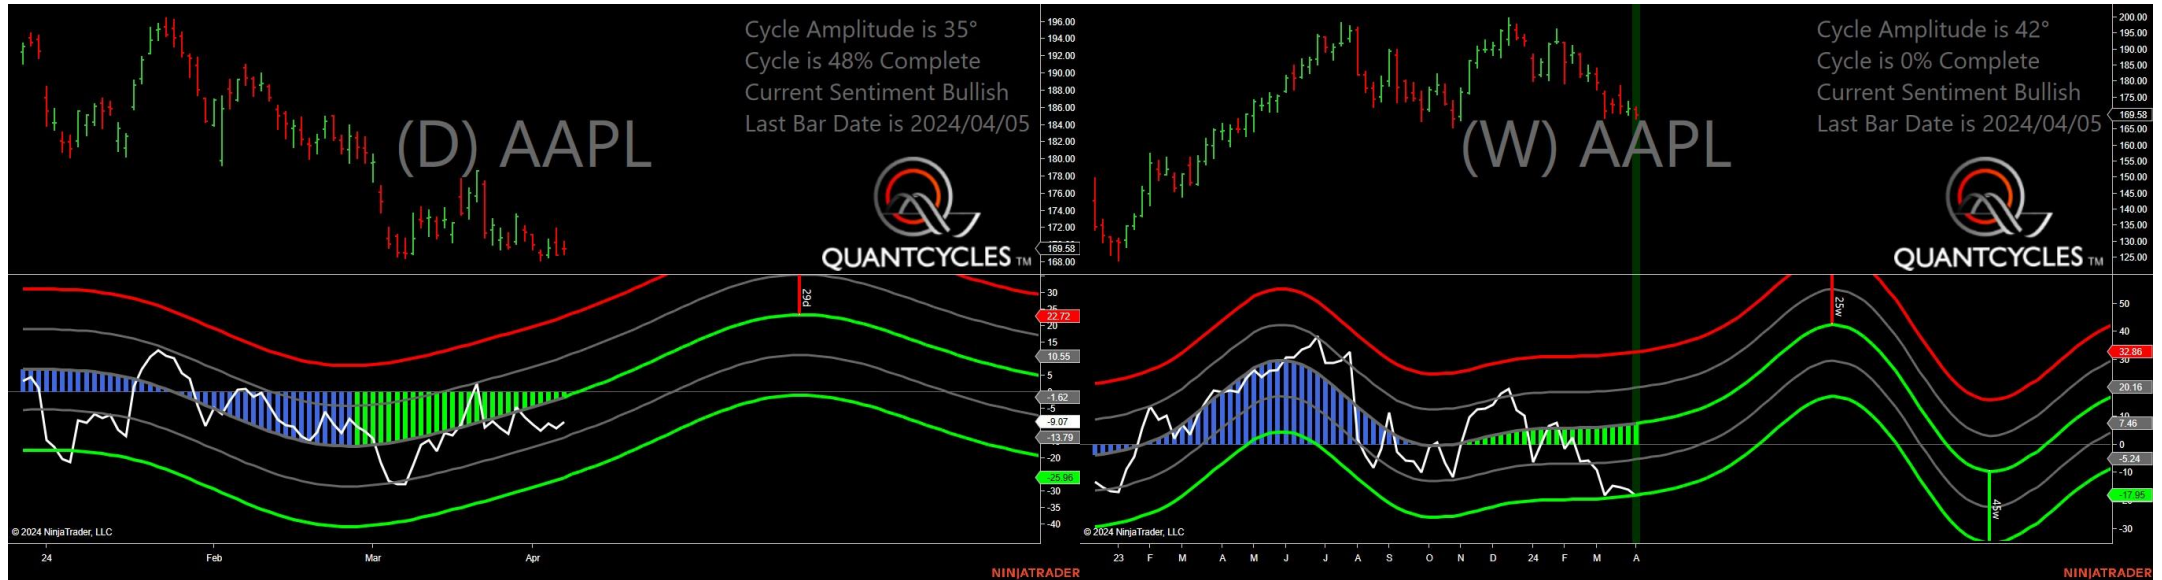 Cycle Amplitude is 35°
Cycle is 48% Complete
Current Sentiment Bullish
Last Bar Date is 2024/04/05
(D) AAPL
QUANTCYCLES TM
196.00
194.00
192.00
190.00
188.00
186.00
184.00
182.00
180.00
178.00
176.00
174.00
172.00
169.58
168.00
29d
30
25
22.72
20
15
10.55
5
0
-1.62
-5
-9.07
-13.79
-20
-25.96
-30
-35
-40
© 2024 NinjaTrader, LLC
24 Feb Mar Apr
NINJATRADER
Cycle Amplitude is 42°
Cycle is 0% Complete
Current Sentiment Bullish
Last Bar Date is 2024/04/05
(W) AAPL
QUANTCYCLES TM
200.00
195.00
190.00
185.00
180.00
175.00
169.58
165.00
160.00
155.00
150.00
145.00
140.00
135.00
130.00
125.00
25w
45w
50
40
32.86
30
20.16
10
7.46
0
-5.24
-10
-17.95
-30
© 2024 NinjaTrader, LLC
23 F M A M J J A S O N D 24 F M A
NINJATRADER